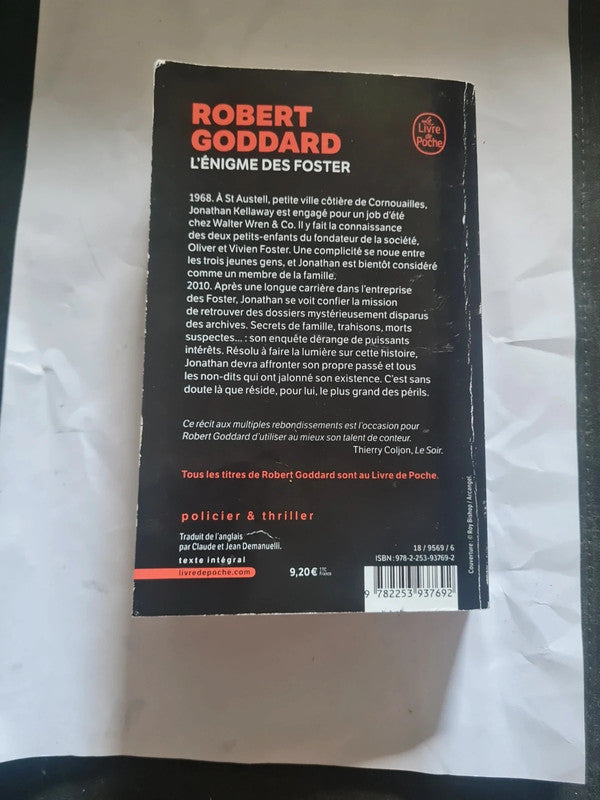 ROBERT
GODDARD
L'ÉNIGME DES FOSTER
Le
Livre
de
Poche
1968. À St Austell, petite ville côtière de Cornouailles,
Jonathan Kellaway est engagé pour un job d'été
chez Walter Wren & Co. Il y fait la connaissance
des deux petits-enfants du fondateur de la société,
Oliver et Vivien Foster. Une complicité se noue entre
les trois jeunes gens, et Jonathan est bientôt considéré
comme un membre de la famille.
2010. Après une longue carrière dans l'entreprise
des Foster, Jonathan se voit confier la mission
de retrouver des dossiers mystérieusement disparus
des archives. Secrets de famille, trahisons, morts
suspectes... : son enquête dérange de puissants
intérêts. Résolu à faire la lumière sur cette histoire,
Jonathan devra affronter son propre passé et tous
les non-dits qui ont jalonné son existence. C'est sans
doute là que réside, pour lui, le plus grand des périls.
Ce récit aux multiples rebondissements est l'occasion pour
Robert Goddard d'utiliser au mieux son talent de conteur.
Thierry Coljon, Le Soir.
Tous les titres de Robert Goddard sont au Livre de Poche.
policier & thriller
Traduit de l'anglais
par Claude et Jean Demanuelli.
texte intégral
livredepoche.com
9,20 € TTC
France
18 / 9569 / 6
ISBN : 978-2-253-93769-2
9 782253 937692
Couverture : © Roy Bishop / Arcangel.